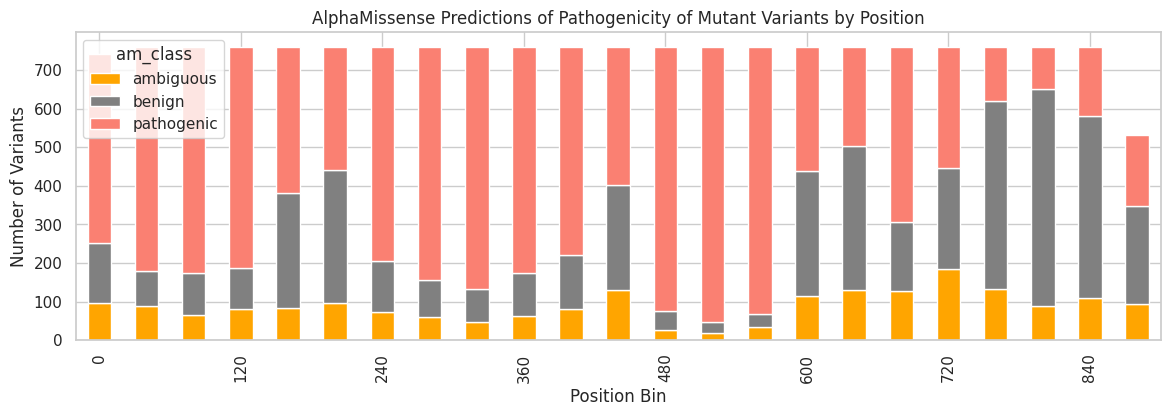 AlphaMissense Predictions of Pathogenicity of Mutant Variants by Position
am_class
ambiguous
benign
pathogenic
Number of Variants
700
600
500
400
300
200
100
0
0
120
240
360
480
600
720
840
Position Bin